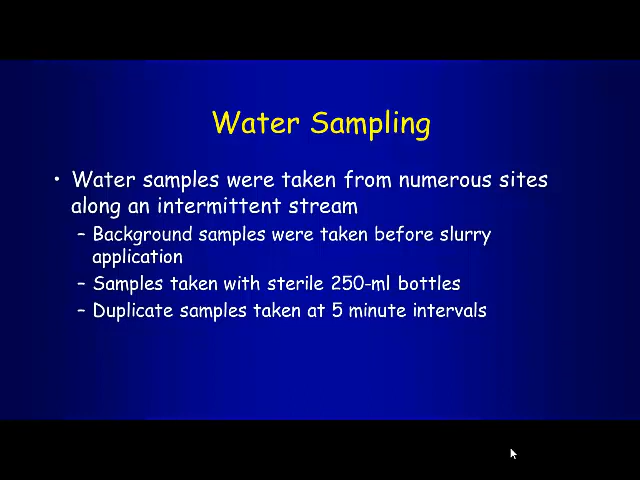 Water Sampling
• Water samples were taken from numerous sites
along an intermittent stream
– Background samples were taken before slurry
application
– Samples taken with sterile 250-ml bottles
– Duplicate samples taken at 5 minute intervals